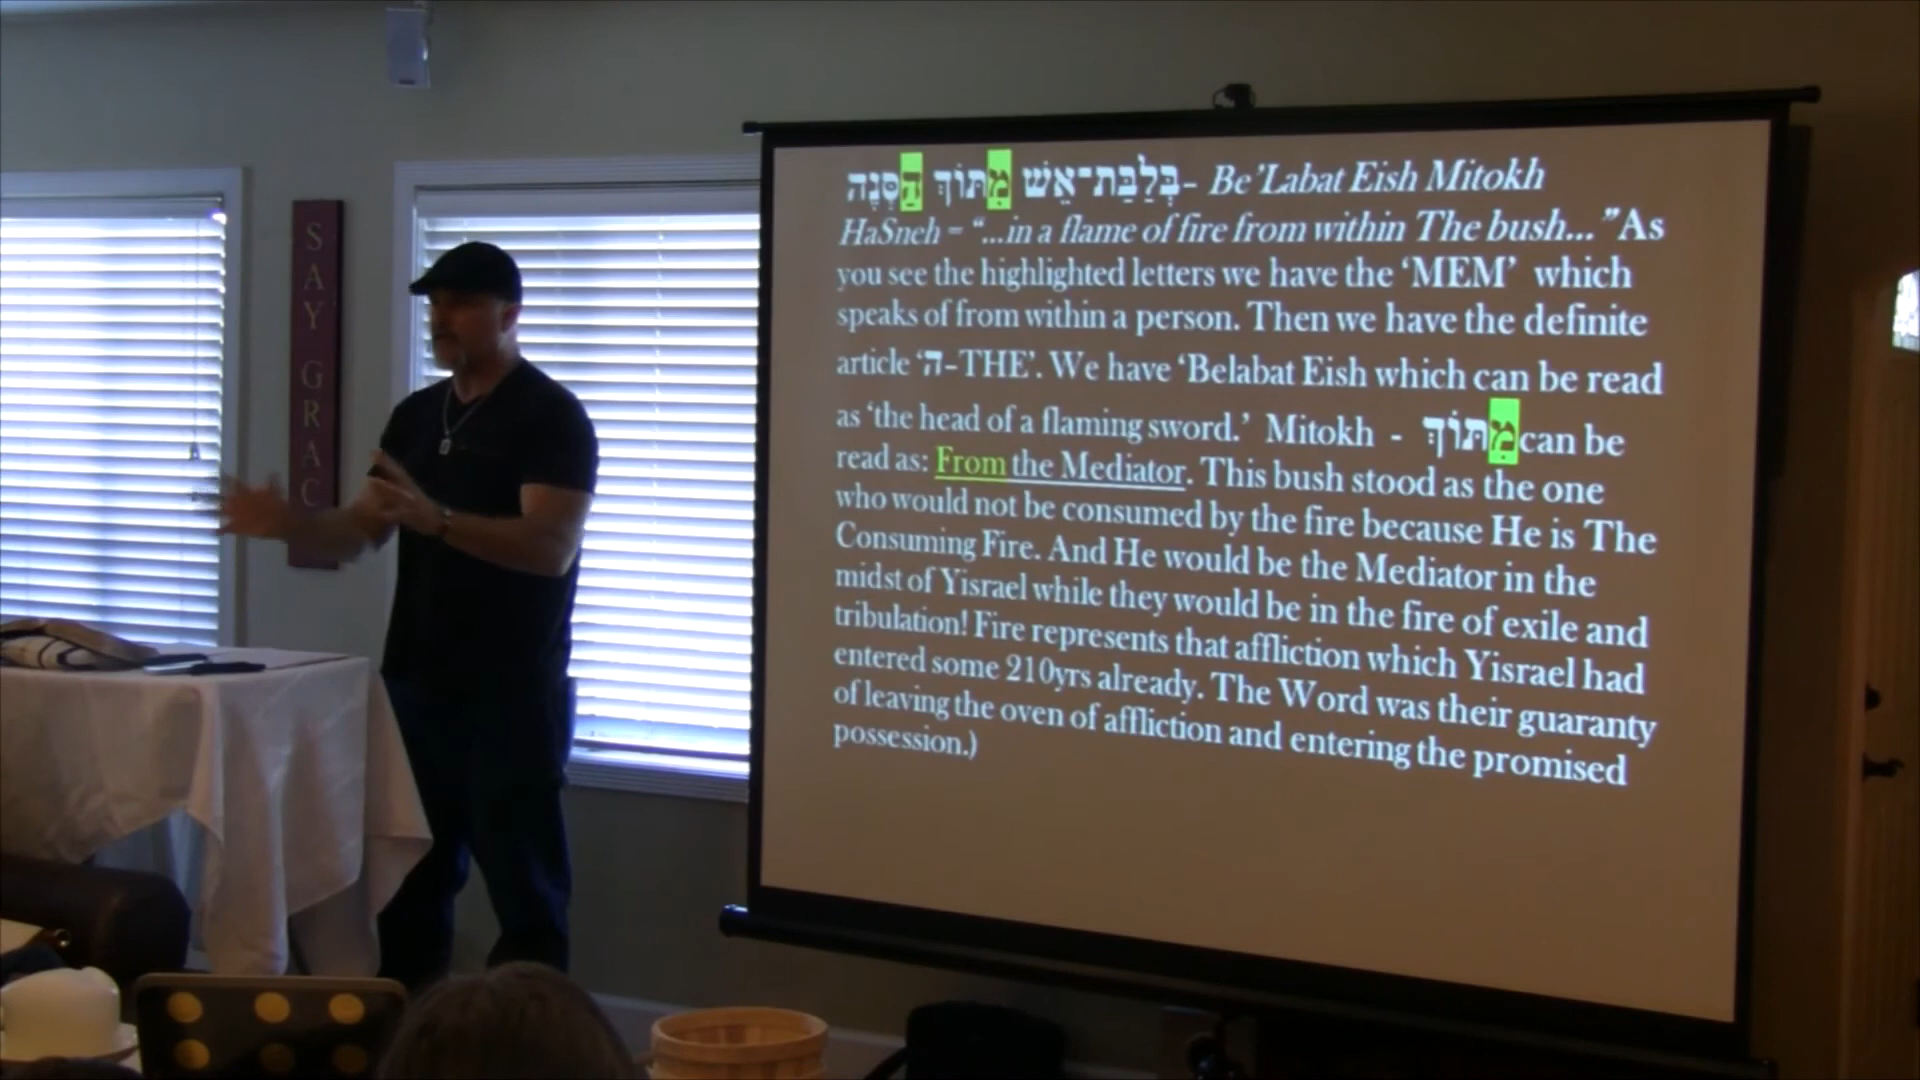 SAY GRAC
בְּלַבַּת־אֵשׁ מִתּוֹךְ הַסְּנֶה – Be’Labat Eish Mitokh
HaSneh = “...in a flame of fire from within The bush...” As
you see the highlighted letters we have the ‘MEM’ which
speaks of from within a person. Then we have the definite
article ‘ה-THE’. We have ‘Belabat Eish which can be read
as ‘the head of a flaming sword.’ Mitokh - מִתּוֹךְ can be
read as: From the Mediator. This bush stood as the one
who would not be consumed by the fire because He is The
Consuming Fire. And He would be the Mediator in the
midst of Yisrael while they would be in the fire of exile and
tribulation! Fire represents that affliction which Yisrael had
entered some 210yrs already. The Word was their guaranty
of leaving the oven of affliction and entering the promised
possession.)